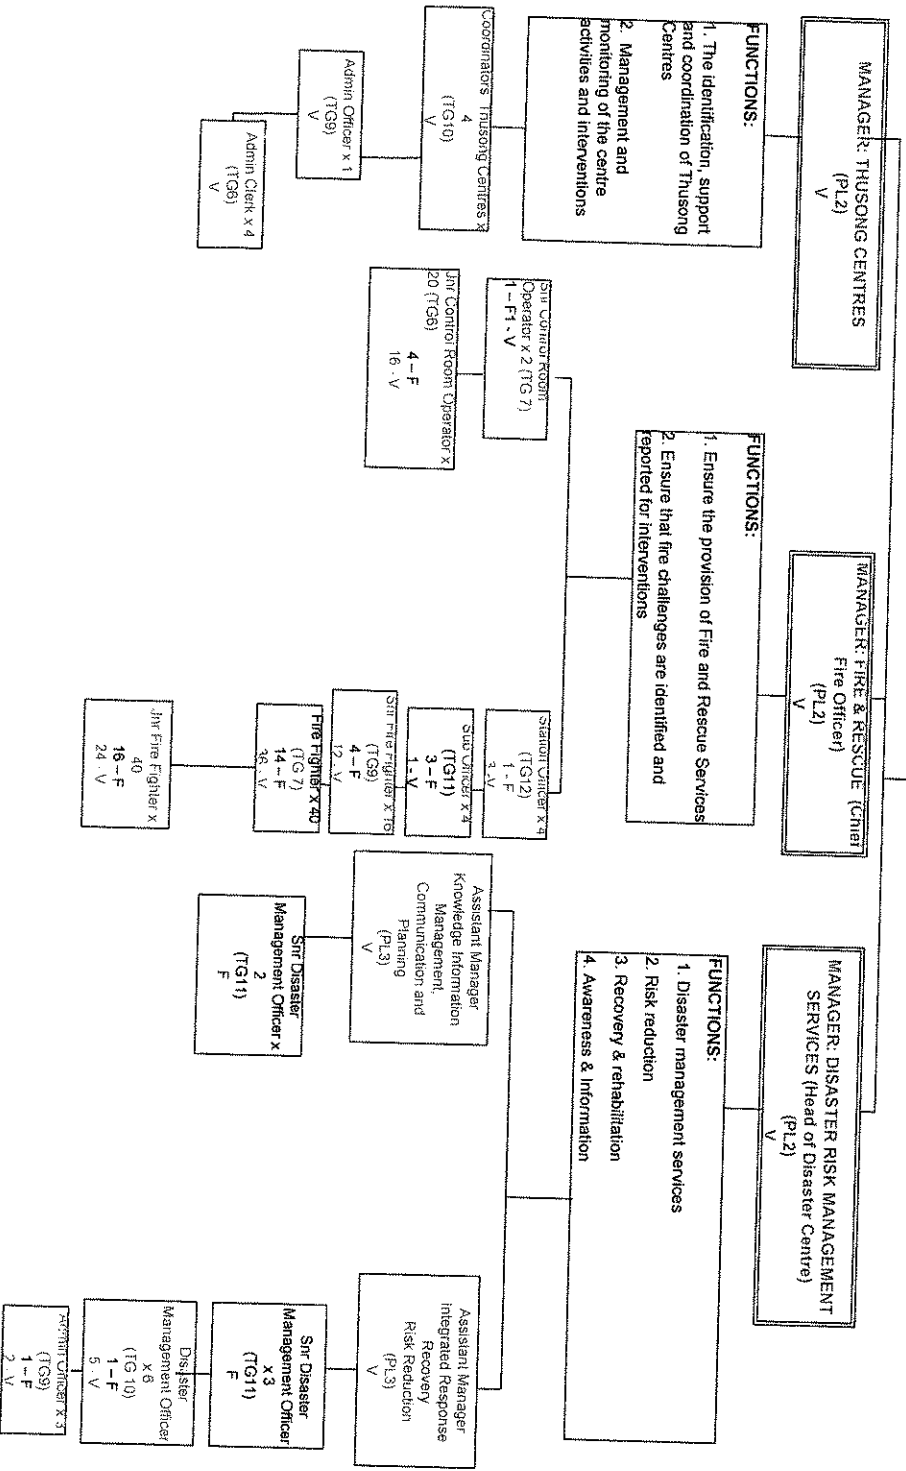 MANAGER: THUSONG CENTRES
(PL2)
V
FUNCTIONS:
1. The identification, support
and coordination of Thusong
Centres
2. Management and
monitoring of the centre
activities and interventions
Coordinators Thusong Centres x
4
(TG10)
V
Admin Officer x 1
(TG9)
V
Admin Clerk x 4
(TG6)
V
MANAGER: FIRE & RESCUE (Chief
Fire Officer)
(PL2)
V
FUNCTIONS:
1. Ensure the provision of Fire and Rescue Services
2. Ensure that fire challenges are identified and
reported for interventions
Snr Control Room
Operator x 2 (TG 7)
1 – F1 - V
Jnr Control Room Operator x
20 (TG6)
4 – F
16 - V
Station Officer x 4
(TG12)
1 - F
3 -V
Sub Officer x 4
(TG11)
3 – F
1 - V
Snr Fire Fighter x 16
(TG9)
4 – F
12 - V
Fire Fighter x 40
(TG 7)
14 – F
36 - V
Jnr Fire Fighter x
40
16 – F
24 - V
MANAGER: DISASTER RISK MANAGEMENT
SERVICES (Head of Disaster Centre)
(PL2)
V
FUNCTIONS:
1. Disaster management services
2. Risk reduction
3. Recovery & rehabilitation
4. Awareness & Information
Assistant Manager
Knowledge Information
Management,
Communication and
Planning
(PL3)
V
Snr Disaster
Management Officer x
2
(TG11)
F
Assistant Manager
Integrated Response
Recovery
Risk Reduction
(PL3)
V
Snr Disaster
Management Officer
x 3
(TG11)
F
Disaster
Management Officer
x 6
(TG 10)
1 – F
5 - V
Admin Officer x 3
(TG9)
1 – F
2 - V